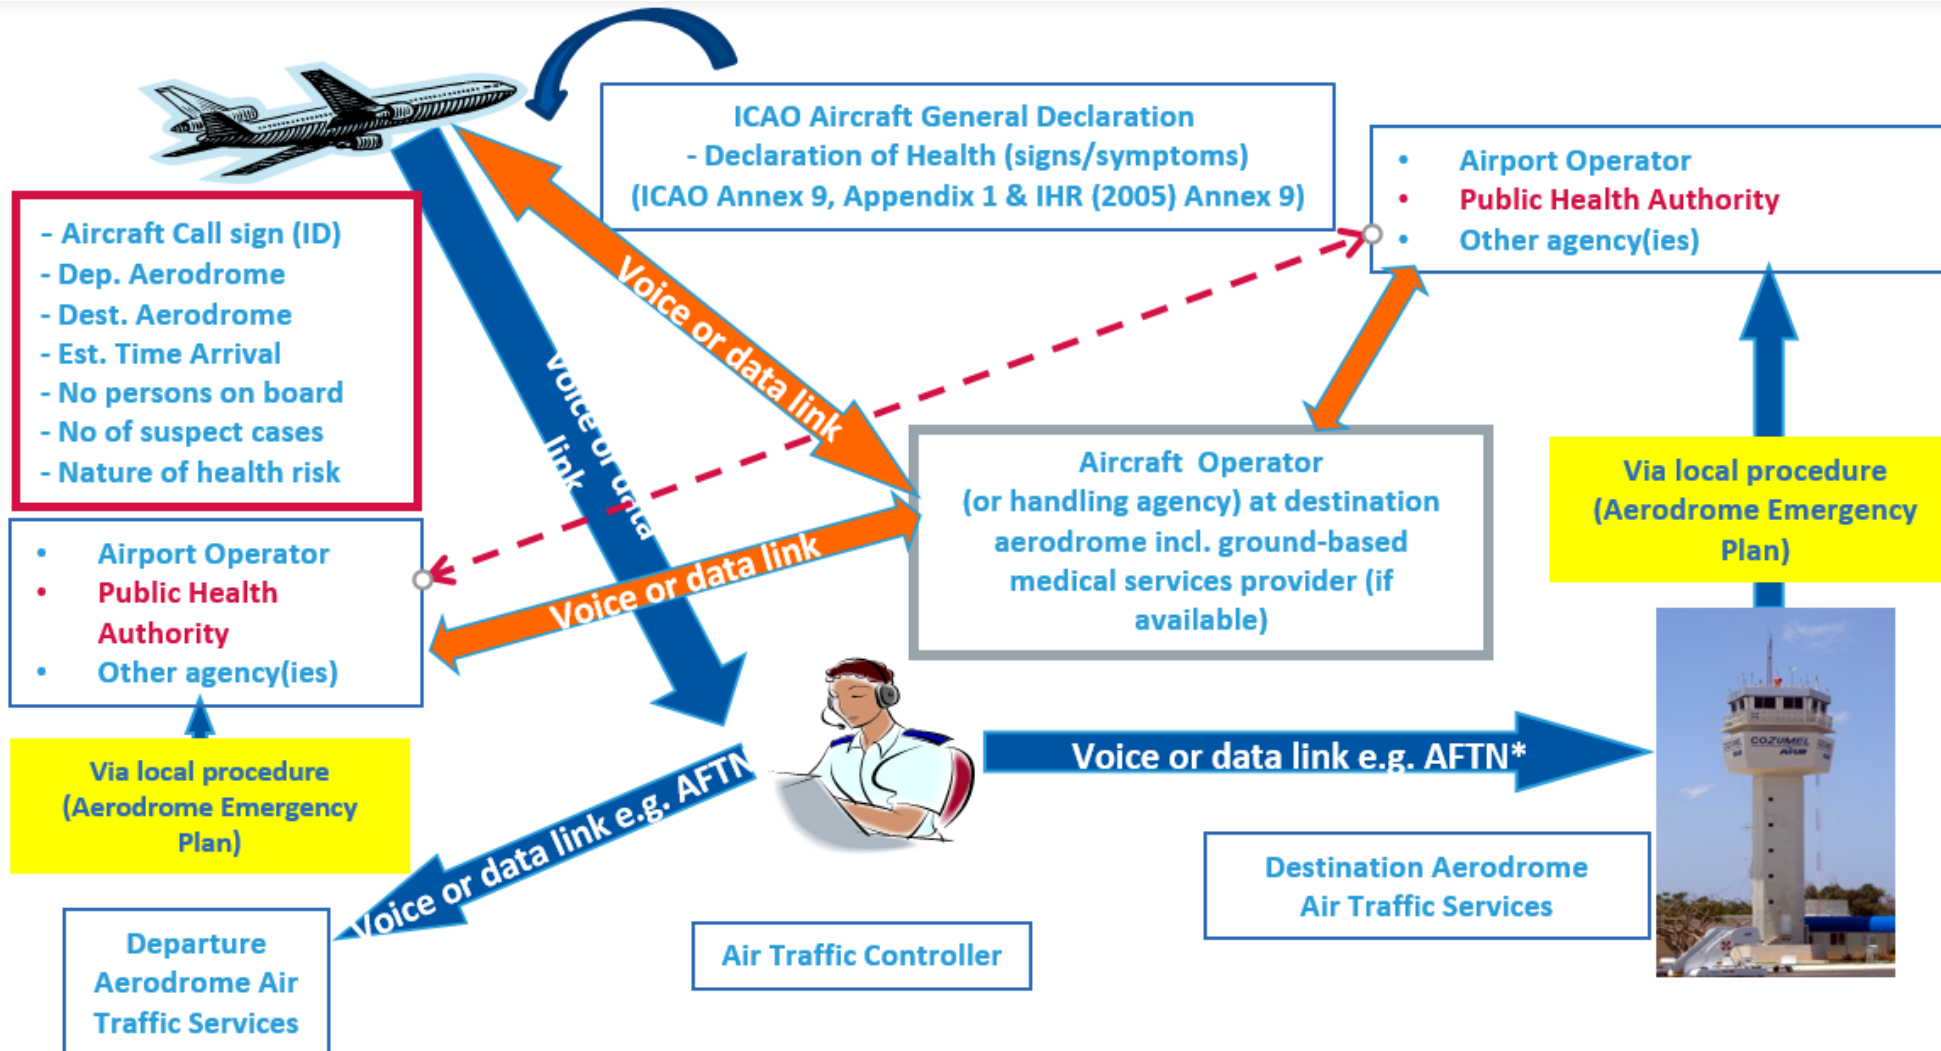 ICAO Aircraft General Declaration
- Declaration of Health (signs/symptoms)
(ICAO Annex 9, Appendix 1 & IHR (2005) Annex 9)
• Airport Operator
• Public Health Authority
• Other agency(ies)
- Aircraft Call sign (ID)
- Dep. Aerodrome
- Dest. Aerodrome
- Est. Time Arrival
- No persons on board
- No of suspect cases
- Nature of health risk
Voice or data link
Voice or data
link
Aircraft Operator
(or handling agency) at destination
aerodrome incl. ground-based
medical services provider (if
available)
Via local procedure
(Aerodrome Emergency
Plan)
• Airport Operator
• Public Health
Authority
• Other agency(ies)
Voice or data link
Via local procedure
(Aerodrome Emergency
Plan)
Voice or data link e.g. AFTN
Voice or data link e.g. AFTN*
COZUMEL
Destination Aerodrome
Air Traffic Services
Air Traffic Controller
Departure
Aerodrome Air
Traffic Services